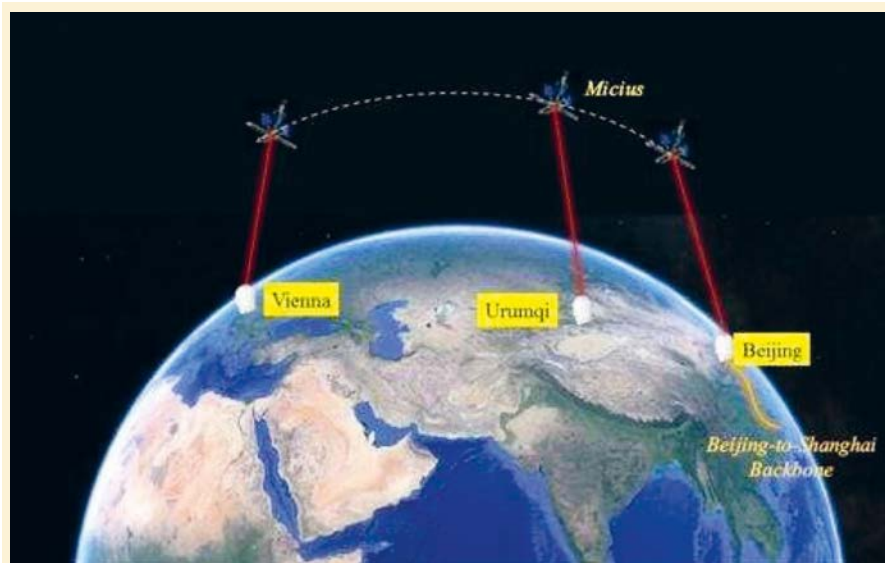 Micius
Vienna
Urumqi
Beijing
Beijing-to-Shanghai
Backbone